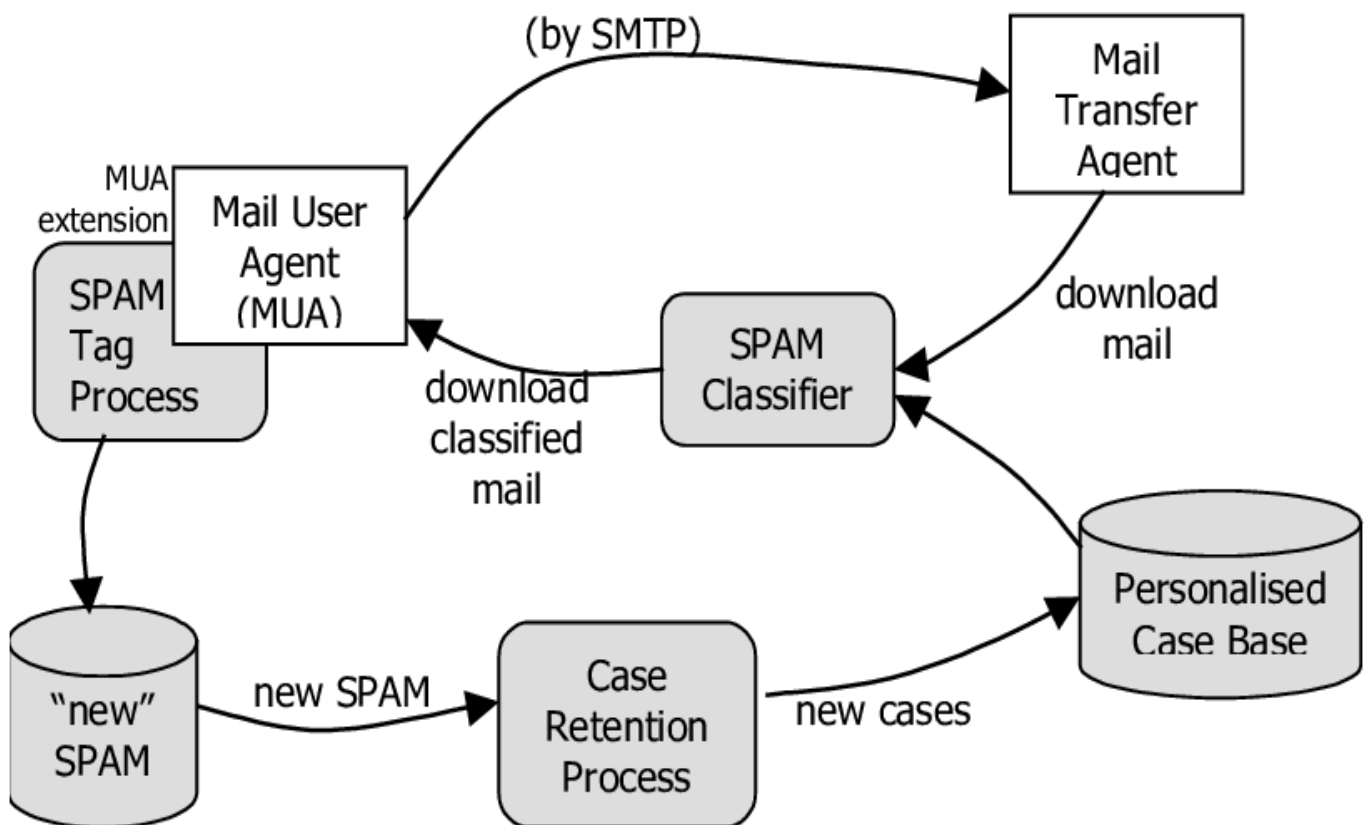 (by SMTP)
Mail
Transfer
Agent
MUA
extension
Mail User
Agent
(MUA)
SPAM
Tag
Process
download
mail
SPAM
Classifier
download
classified
mail
Personalised
Case Base
"new"
SPAM
new SPAM
Case
Retention
Process
new cases